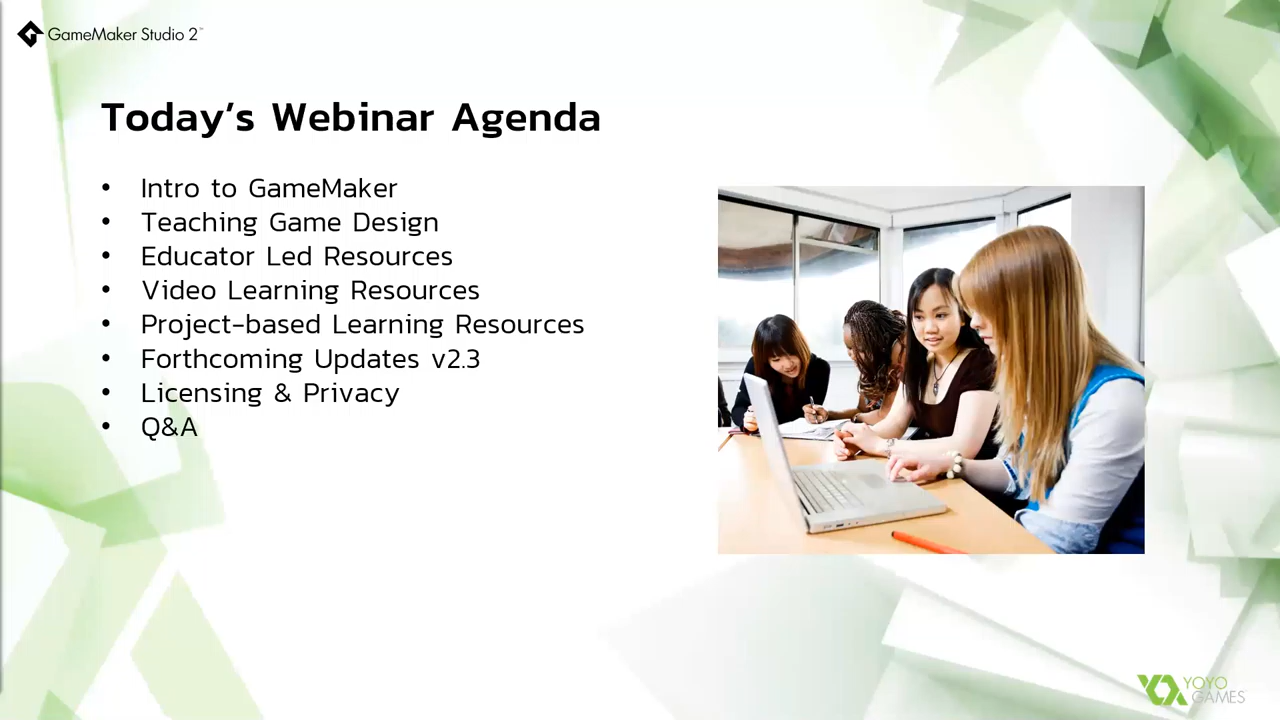 GameMaker Studio 2™
Today’s Webinar Agenda
• Intro to GameMaker
• Teaching Game Design
• Educator Led Resources
• Video Learning Resources
• Project-based Learning Resources
• Forthcoming Updates v2.3
• Licensing & Privacy
• Q&A
YOYO
GAMES